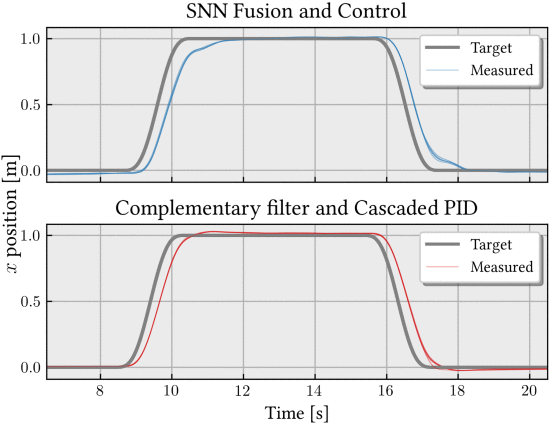 SNN Fusion and Control
1.0
0.5
0.0
Target
Measured
x position [m]
Complementary filter and Cascaded PID
1.0
0.5
0.0
Target
Measured
8 10 12 14 16 18 20
Time [s]